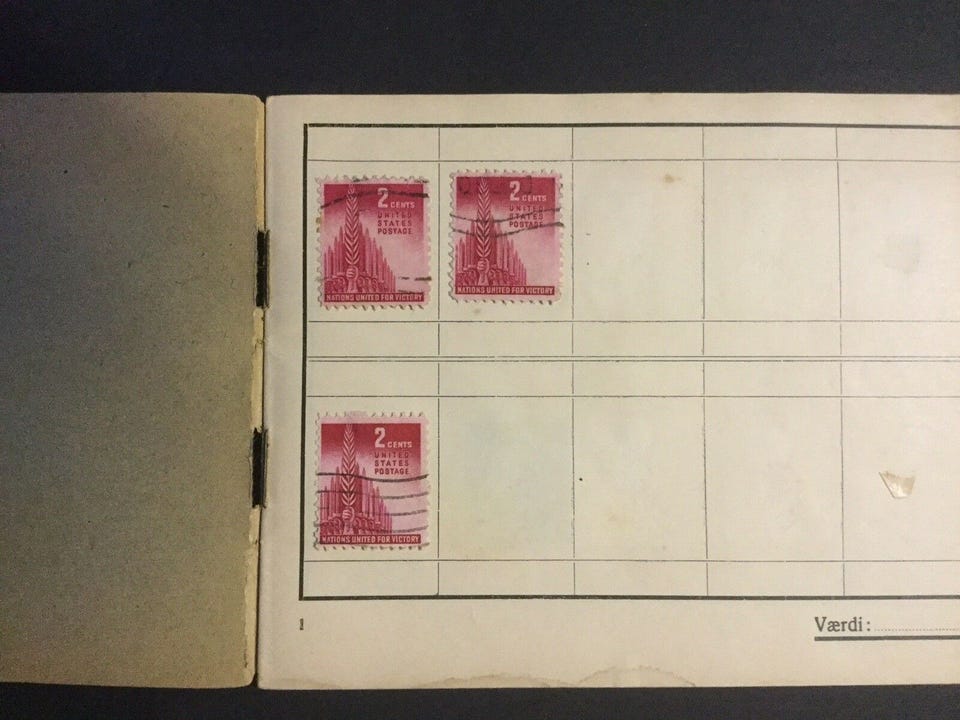 2 CENTS
UNITED
STATES
POSTAGE
NATIONS UNITED FOR VICTORY
2 CENTS
UNITED
STATES
POSTAGE
NATIONS UNITED FOR VICTORY
2 CENTS
UNITED
STATES
POSTAGE
NATIONS UNITED FOR VICTORY
1
Værdi: